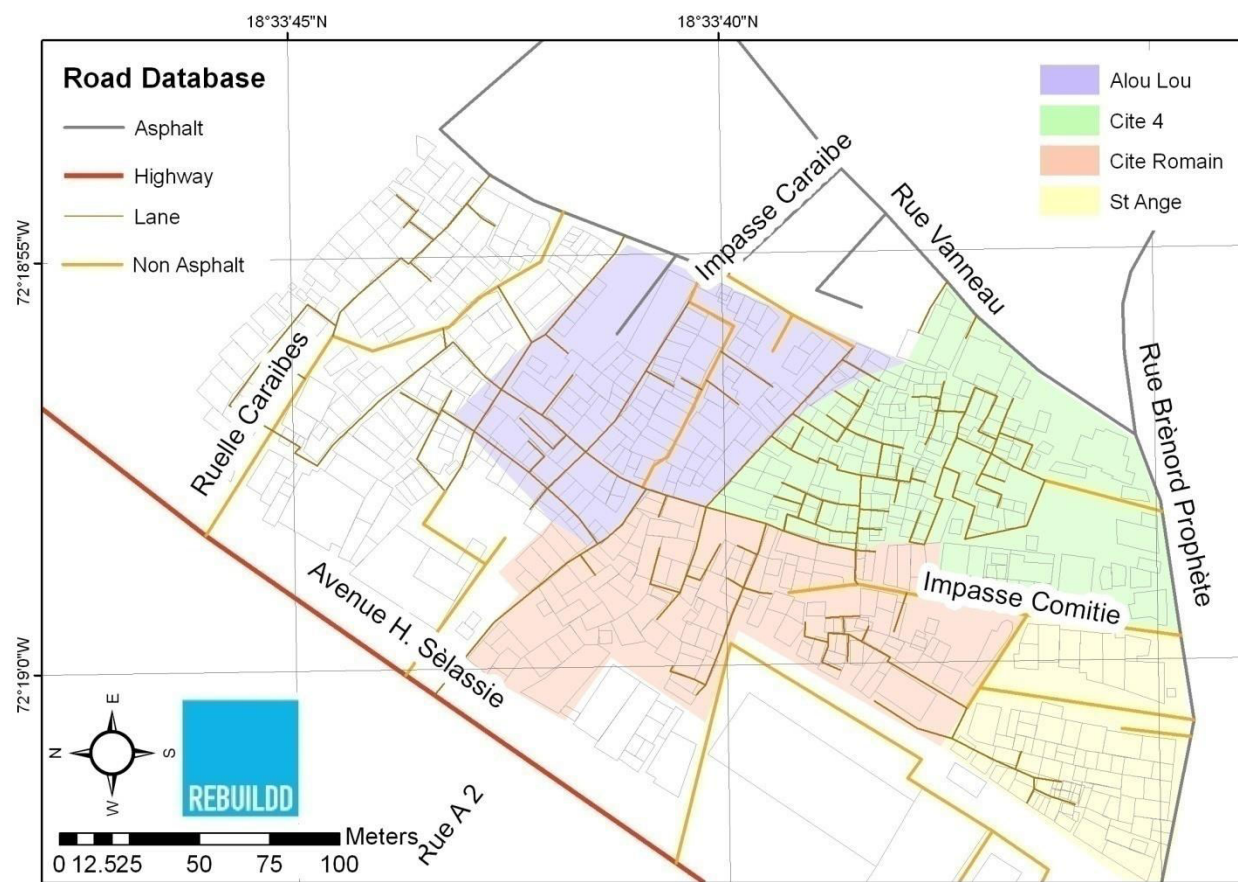 18°33'45"N
18°33'40"N
Road Database
Asphalt
Highway
Lane
Non Asphalt
Alou Lou
Cite 4
Cite Romain
St Ange
72°18'55"W
72°19'0"W
Impasse Caraibe
Rue Vanneau
Rue Brènord Prophète
Ruelle Caraibes
Avenue H. Sèlassie
Impasse Comitie
Rue A 2
E
N
S
W
REBUILDD
Meters
0 12.525 50 75 100